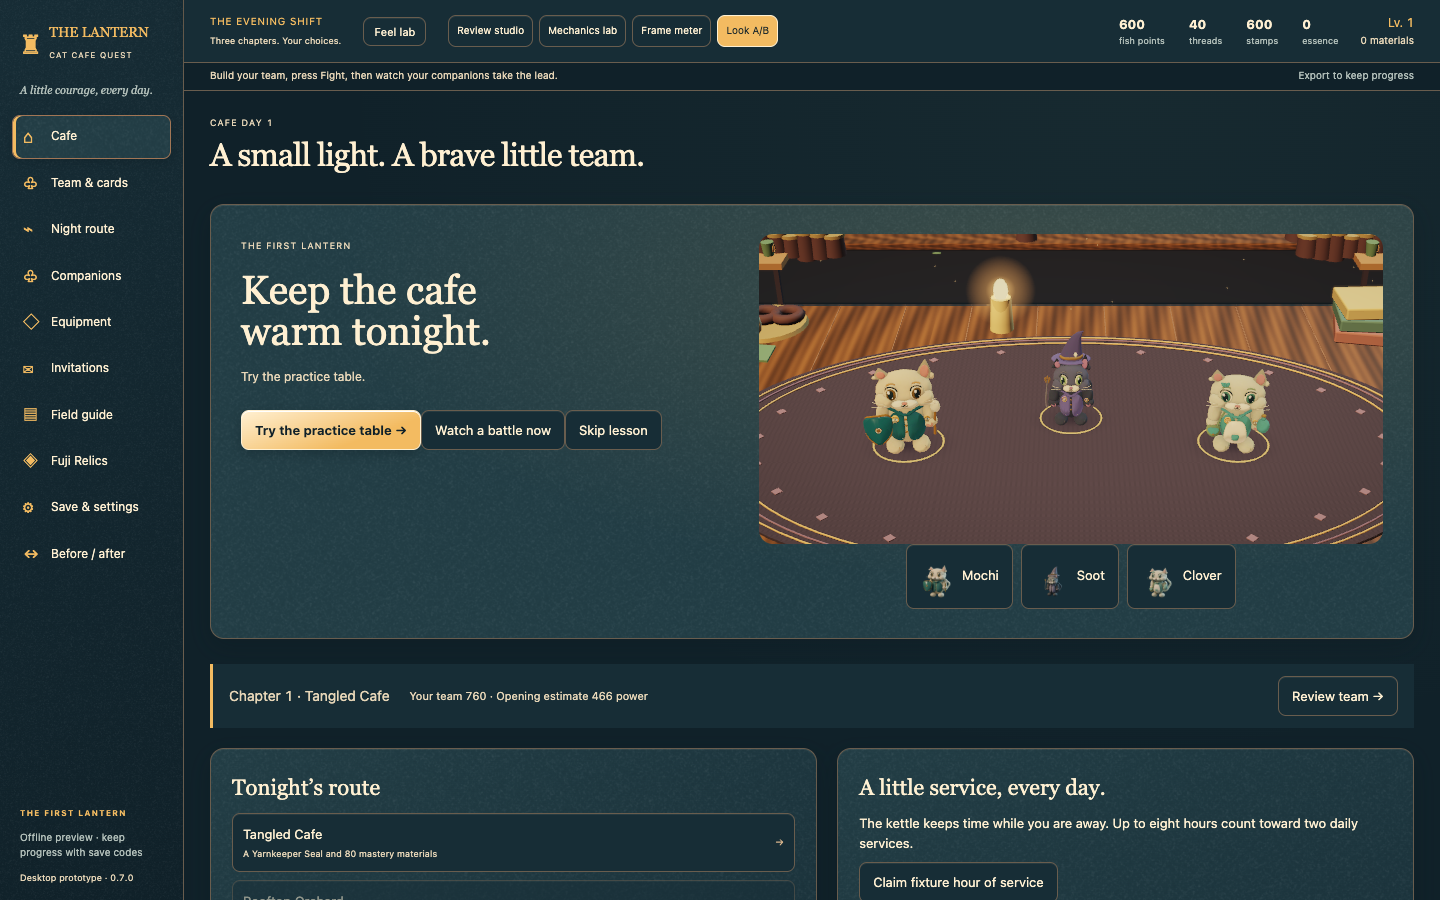 THE LANTERN
CAT CAFE QUEST
A little courage, every day.
Cafe
Team & cards
Night route
Companions
Equipment
Invitations
Field guide
Fuji Relics
Save & settings
Before / after
THE FIRST LANTERN
Offline preview · keep
progress with save codes
Desktop prototype · 0.7.0
THE EVENING SHIFT
Three chapters. Your choices.
Feel lab
Review studio
Mechanics lab
Frame meter
Look A/B
600
fish points
40
threads
600
stamps
0
essence
Lv. 1
0 materials
Build your team, press Fight, then watch your companions take the lead.
Export to keep progress
CAFE DAY 1
A small light. A brave little team.
THE FIRST LANTERN
Keep the cafe
warm tonight.
Try the practice table.
Try the practice table →
Watch a battle now
Skip lesson
Mochi
Soot
Clover
Chapter 1 · Tangled Cafe
Your team 760 · Opening estimate 466 power
Review team →
Tonight’s route
Tangled Cafe
A Yarnkeeper Seal and 80 mastery materials
→
Rooftop Orchard
A little service, every day.
The kettle keeps time while you are away. Up to eight hours count toward two daily
services.
Claim fixture hour of service